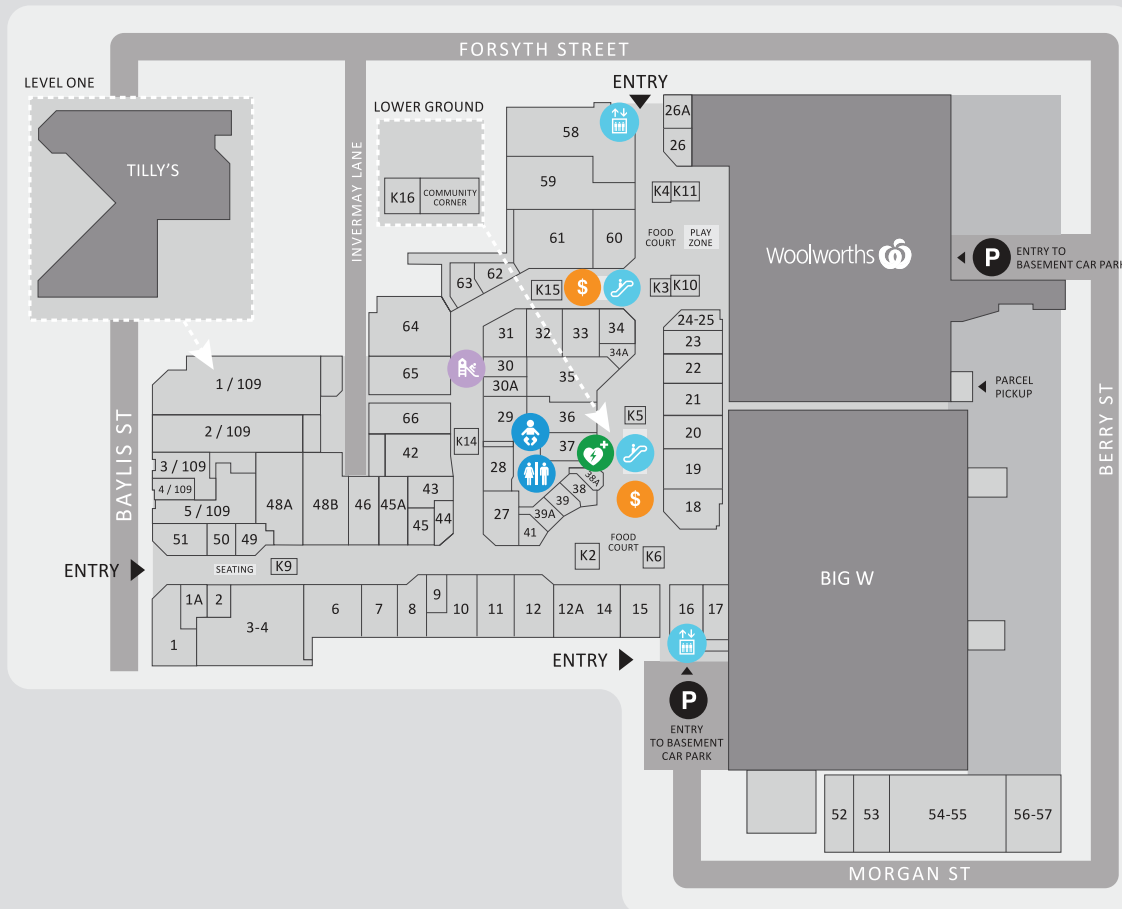 FORSYTH STREET
LEVEL ONE
ENTRY
LOWER GROUND
26A
58
26
TILLY'S
INVERMAY LANE
59
K16
COMMUNITY
CORNER
K4
K11
61
60
FOOD
COURT
PLAY
ZONE
Woolworths
P
ENTRY TO
BASEMENT CAR PARK
63
62
K15
$
K3
K10
64
31
32
33
34
24-25
34A
23
65
30
35
22
1 / 109
30A
PARCEL
PICKUP
21
BAYLIS ST
BERRY ST
2 / 109
66
29
36
K5
K14
37
20
42
3 / 109
28
19
4 / 109
38A
48A
48B
46
45A
43
38
39
$
18
5 / 109
44
27
39A
45
41
51
50
49
FOOD
COURT
K2
K6
ENTRY
SEATING
K9
BIG W
1A
2
9
6
7
8
10
11
12
12A
14
15
16
17
3-4
1
ENTRY
P
ENTRY
TO BASEMENT
CAR PARK
52
53
54-55
56-57
MORGAN ST